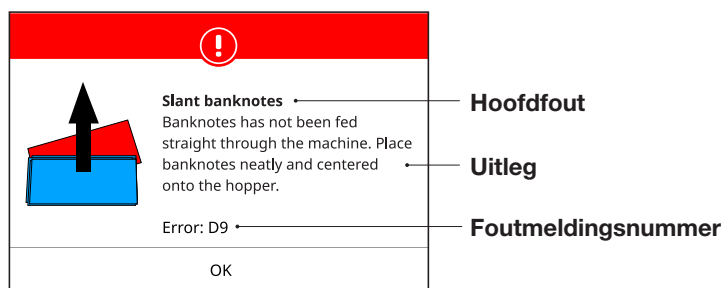 Slant banknotes
Hoofdfout
Banknotes has not been fed
straight through the machine. Place
banknotes neatly and centered
onto the hopper.
Uitleg
Error: D9
Foutmeldingsnummer
OK